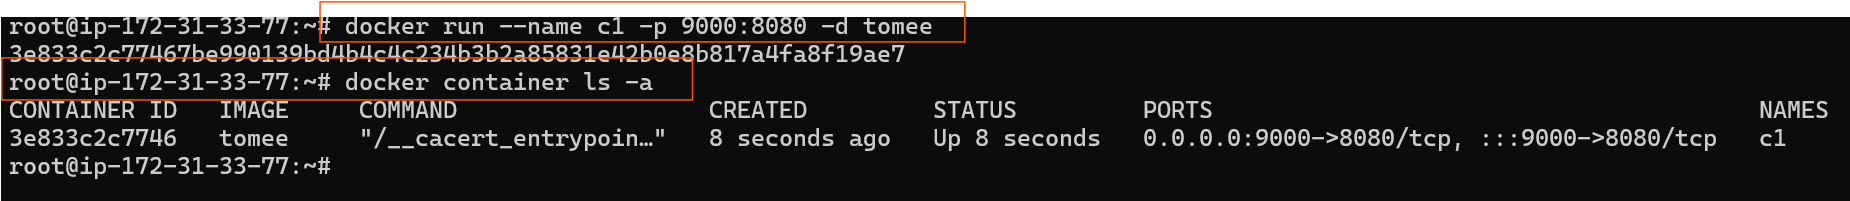 root@ip-172-31-33-77:~# docker run --name c1 -p 9000:8080 -d tomee
3e833c2c77467be990139bd4b4c4c234b3b2a85831e42b0e8b817a4fa8f19ae7
root@ip-172-31-33-77:~# docker container ls -a
CONTAINER ID   IMAGE     COMMAND                  CREATED         STATUS         PORTS                                       NAMES
3e833c2c7746   tomee     "/__cacert_entrypoin…"   8 seconds ago   Up 8 seconds   0.0.0.0:9000->8080/tcp, :::9000->8080/tcp   c1
root@ip-172-31-33-77:~#